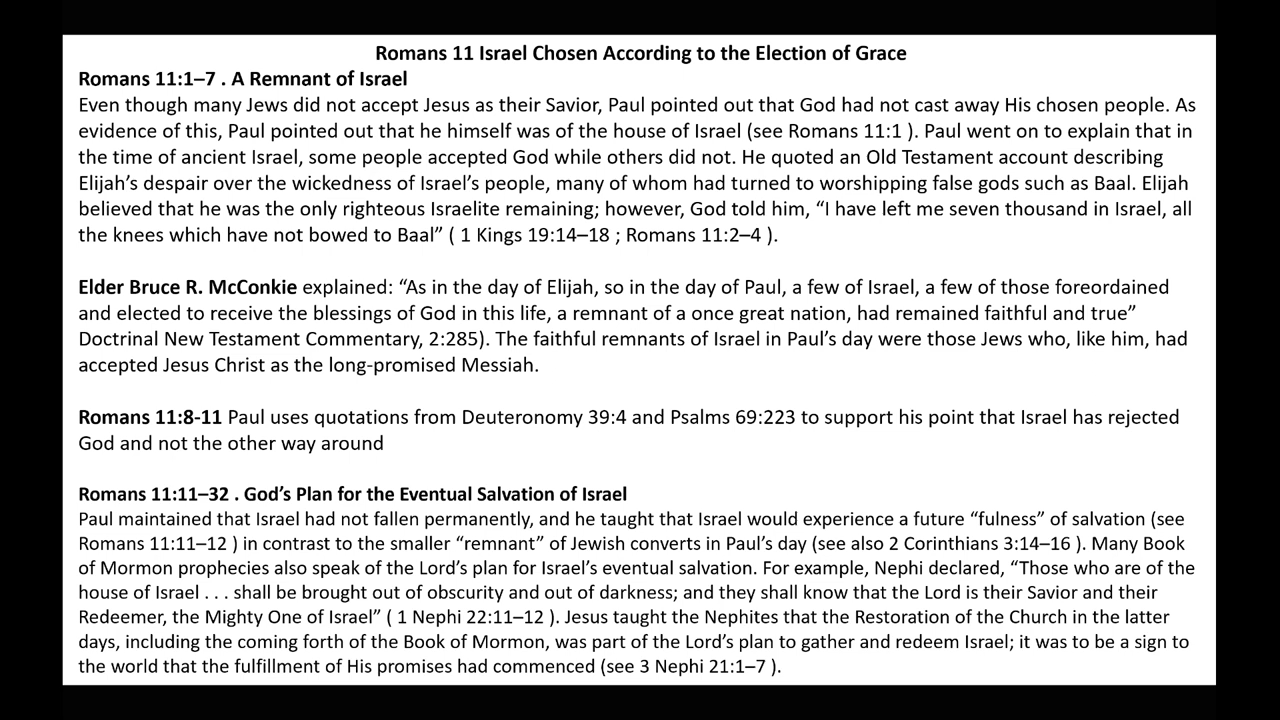 Romans 11 Israel Chosen According to the Election of Grace
Romans 11:1–7 . A Remnant of Israel
Even though many Jews did not accept Jesus as their Savior, Paul pointed out that God had not cast away His chosen people. As
evidence of this, Paul pointed out that he himself was of the house of Israel (see Romans 11:1 ). Paul went on to explain that in
the time of ancient Israel, some people accepted God while others did not. He quoted an Old Testament account describing
Elijah’s despair over the wickedness of Israel’s people, many of whom had turned to worshipping false gods such as Baal. Elijah
believed that he was the only righteous Israelite remaining; however, God told him, “I have left me seven thousand in Israel, all
the knees which have not bowed to Baal” ( 1 Kings 19:14–18 ; Romans 11:2–4 ).
Elder Bruce R. McConkie explained: “As in the day of Elijah, so in the day of Paul, a few of Israel, a few of those foreordained
and elected to receive the blessings of God in this life, a remnant of a once great nation, had remained faithful and true”
Doctrinal New Testament Commentary, 2:285). The faithful remnants of Israel in Paul’s day were those Jews who, like him, had
accepted Jesus Christ as the long-promised Messiah.
Romans 11:8-11 Paul uses quotations from Deuteronomy 39:4 and Psalms 69:223 to support his point that Israel has rejected
God and not the other way around
Romans 11:11–32 . God’s Plan for the Eventual Salvation of Israel
Paul maintained that Israel had not fallen permanently, and he taught that Israel would experience a future “fulness” of salvation (see
Romans 11:11–12 ) in contrast to the smaller “remnant” of Jewish converts in Paul’s day (see also 2 Corinthians 3:14–16 ). Many Book
of Mormon prophecies also speak of the Lord’s plan for Israel’s eventual salvation. For example, Nephi declared, “Those who are of the
house of Israel . . . shall be brought out of obscurity and out of darkness; and they shall know that the Lord is their Savior and their
Redeemer, the Mighty One of Israel” ( 1 Nephi 22:11–12 ). Jesus taught the Nephites that the Restoration of the Church in the latter
days, including the coming forth of the Book of Mormon, was part of the Lord’s plan to gather and redeem Israel; it was to be a sign to
the world that the fulfillment of His promises had commenced (see 3 Nephi 21:1–7 ).